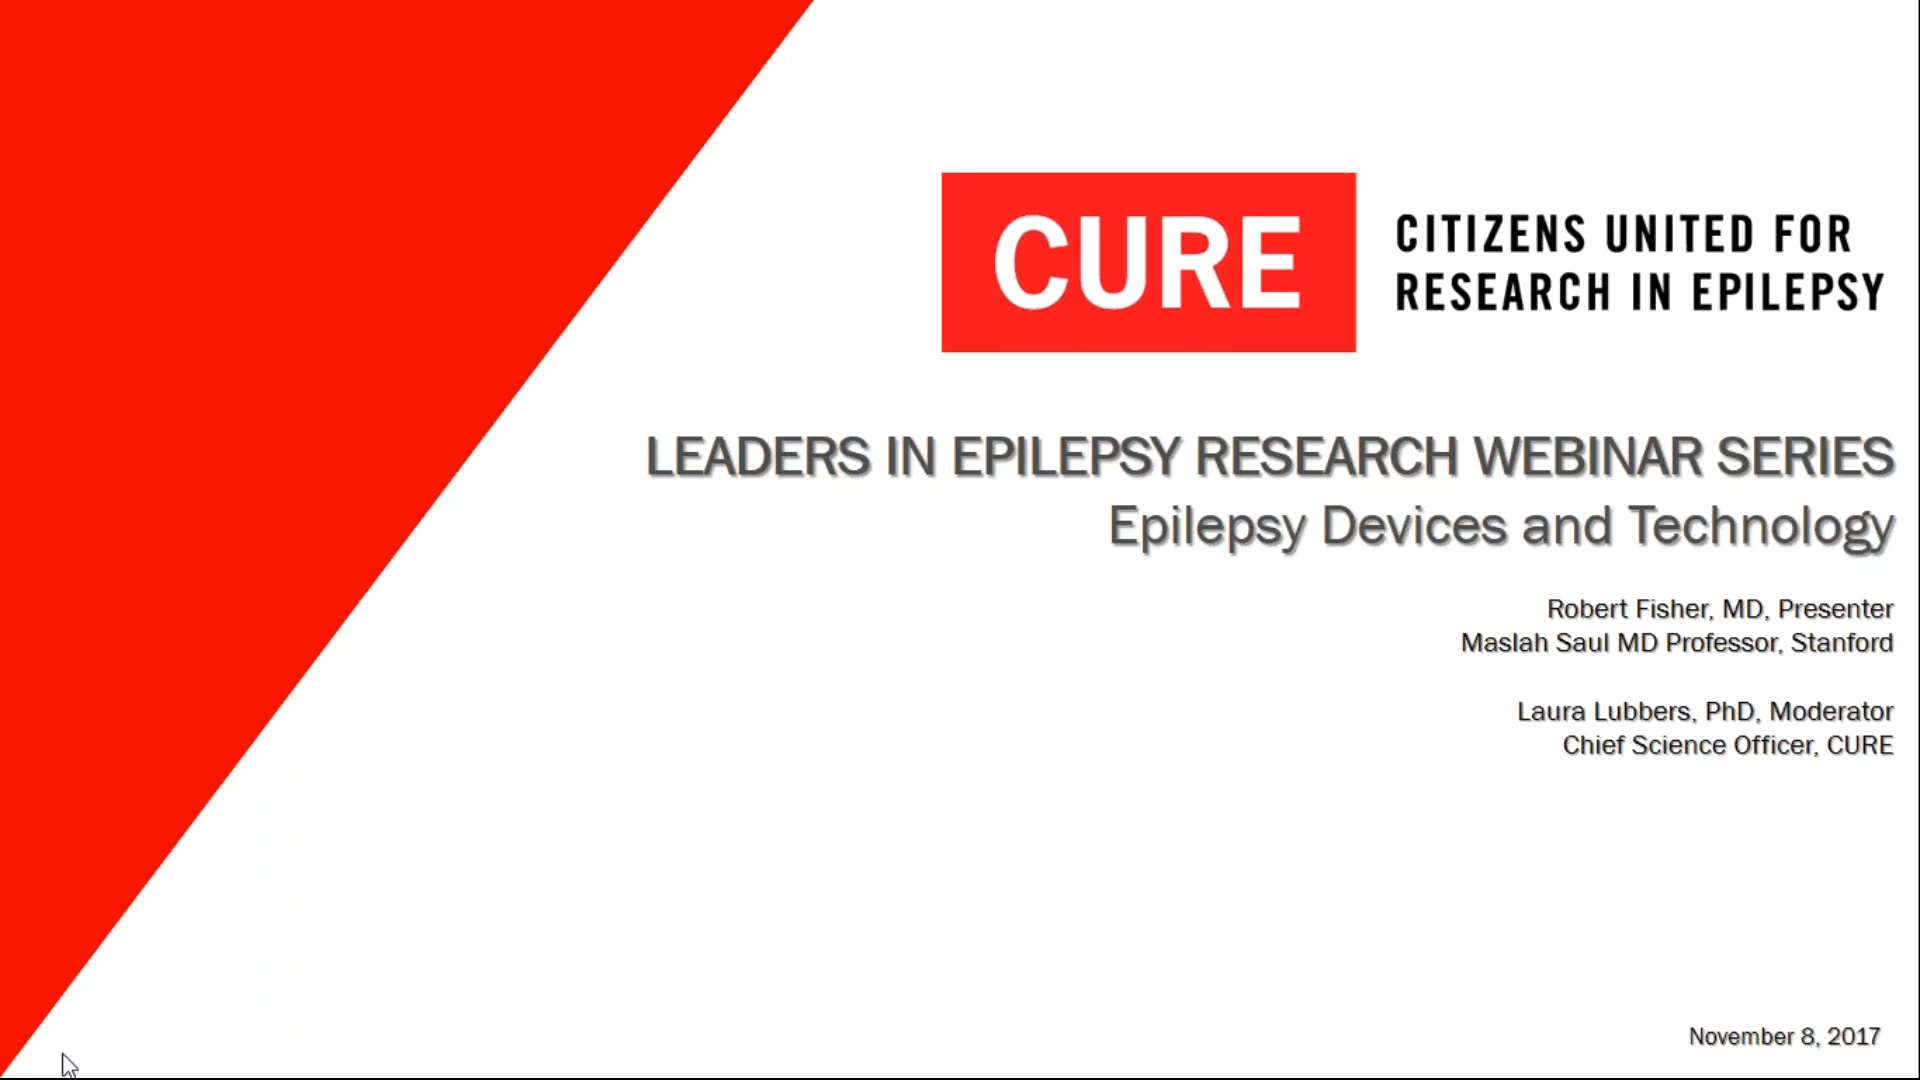 CURE
CITIZENS UNITED FOR
RESEARCH IN EPILEPSY
LEADERS IN EPILEPSY RESEARCH WEBINAR SERIES
Epilepsy Devices and Technology
Robert Fisher, MD, Presenter
Maslah Saul MD Professor, Stanford
Laura Lubbers, PhD, Moderator
Chief Science Officer, CURE
November 8, 2017